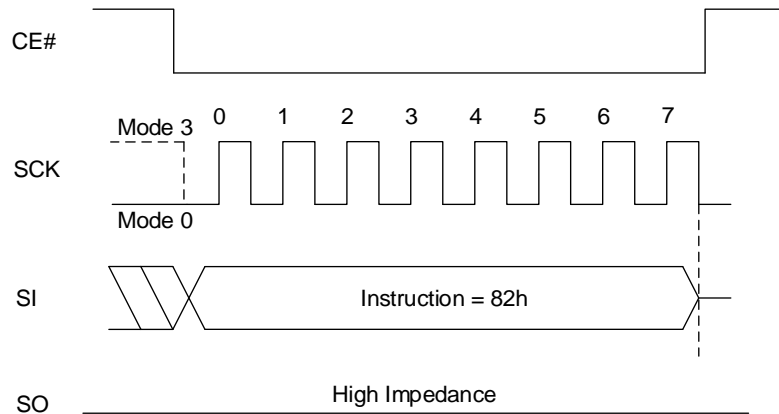 CE#
0 1 2 3 4 5 6 7
Mode 3
SCK
Mode 0
SI
Instruction = 82h
High Impedance
SO